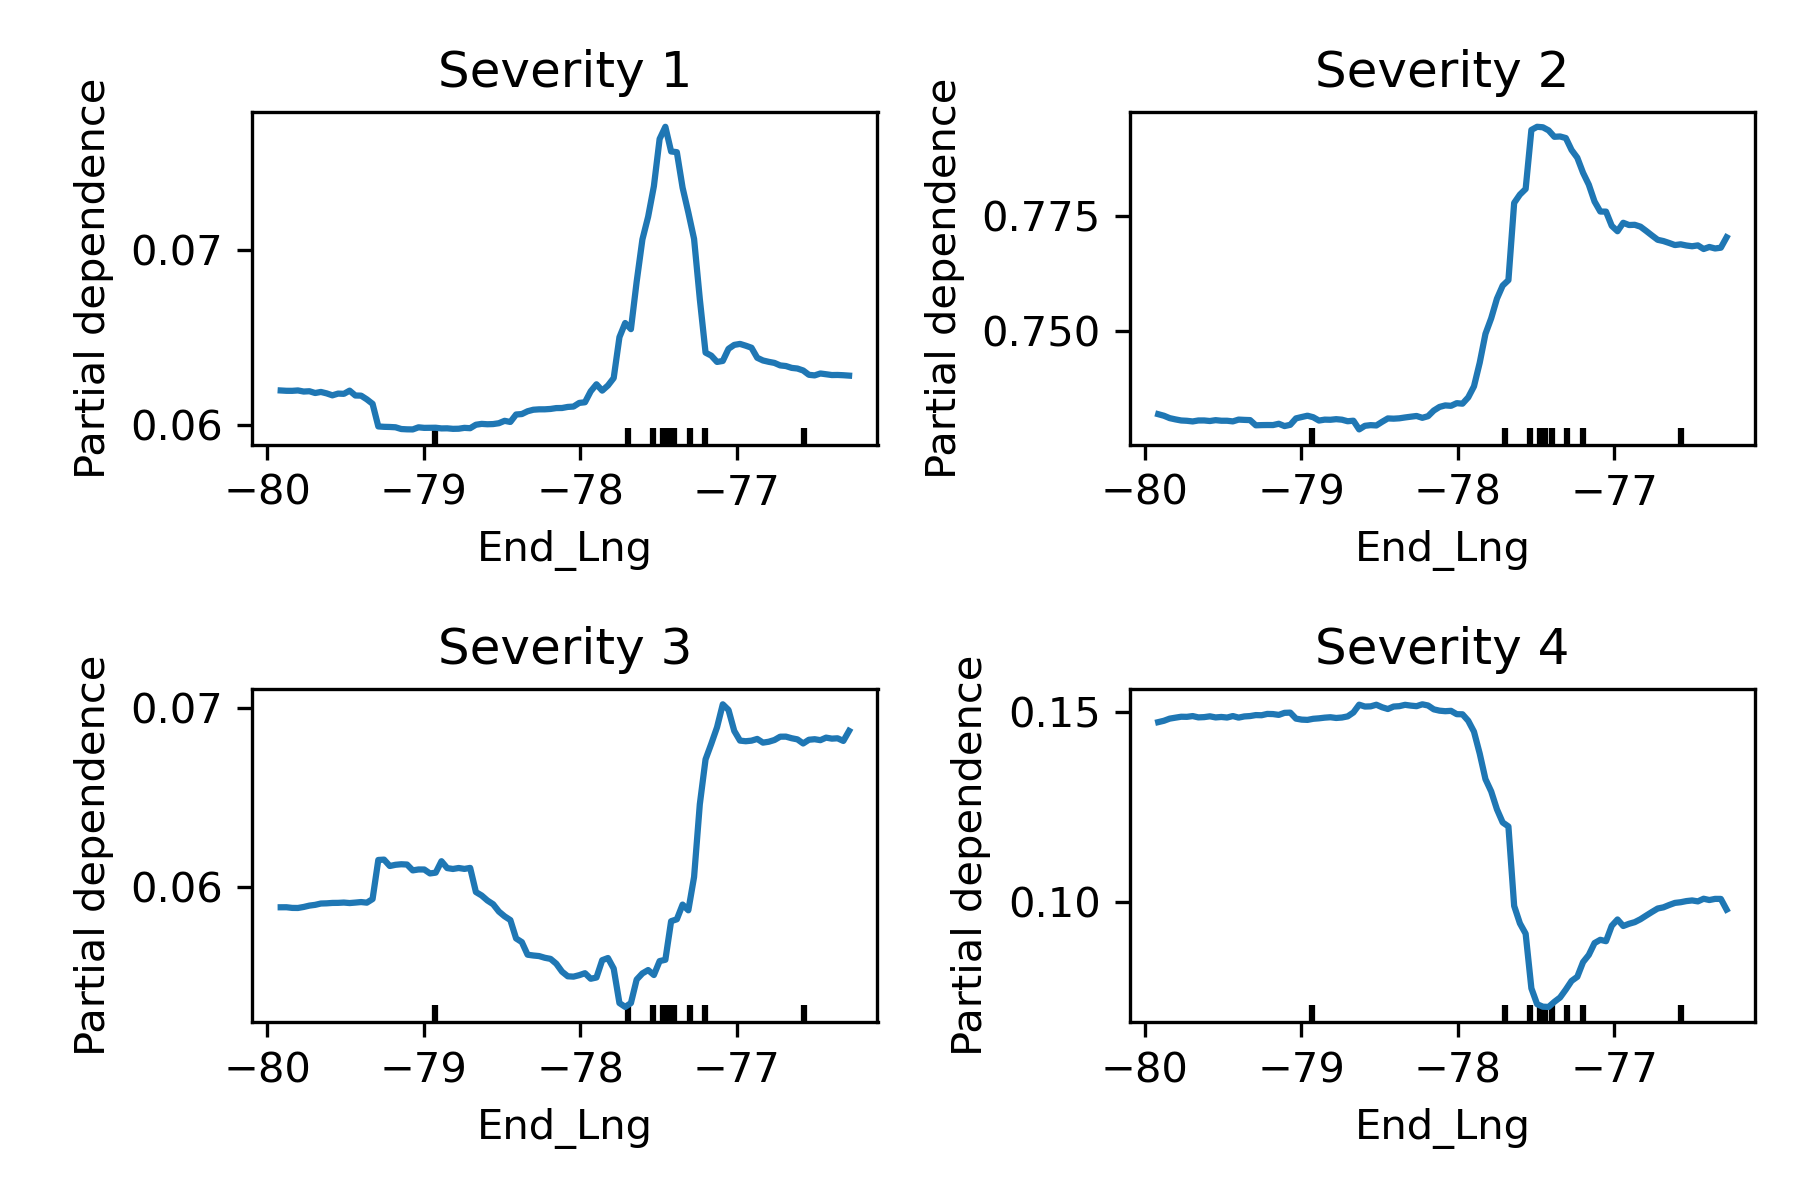 Severity 1
Partial dependence
0.07
0.06
−80 −79 −78 −77
End_Lng
Severity 2
Partial dependence
0.775
0.750
−80 −79 −78 −77
End_Lng
Severity 3
Partial dependence
0.07
0.06
−80 −79 −78 −77
End_Lng
Severity 4
Partial dependence
0.15
0.10
−80 −79 −78 −77
End_Lng